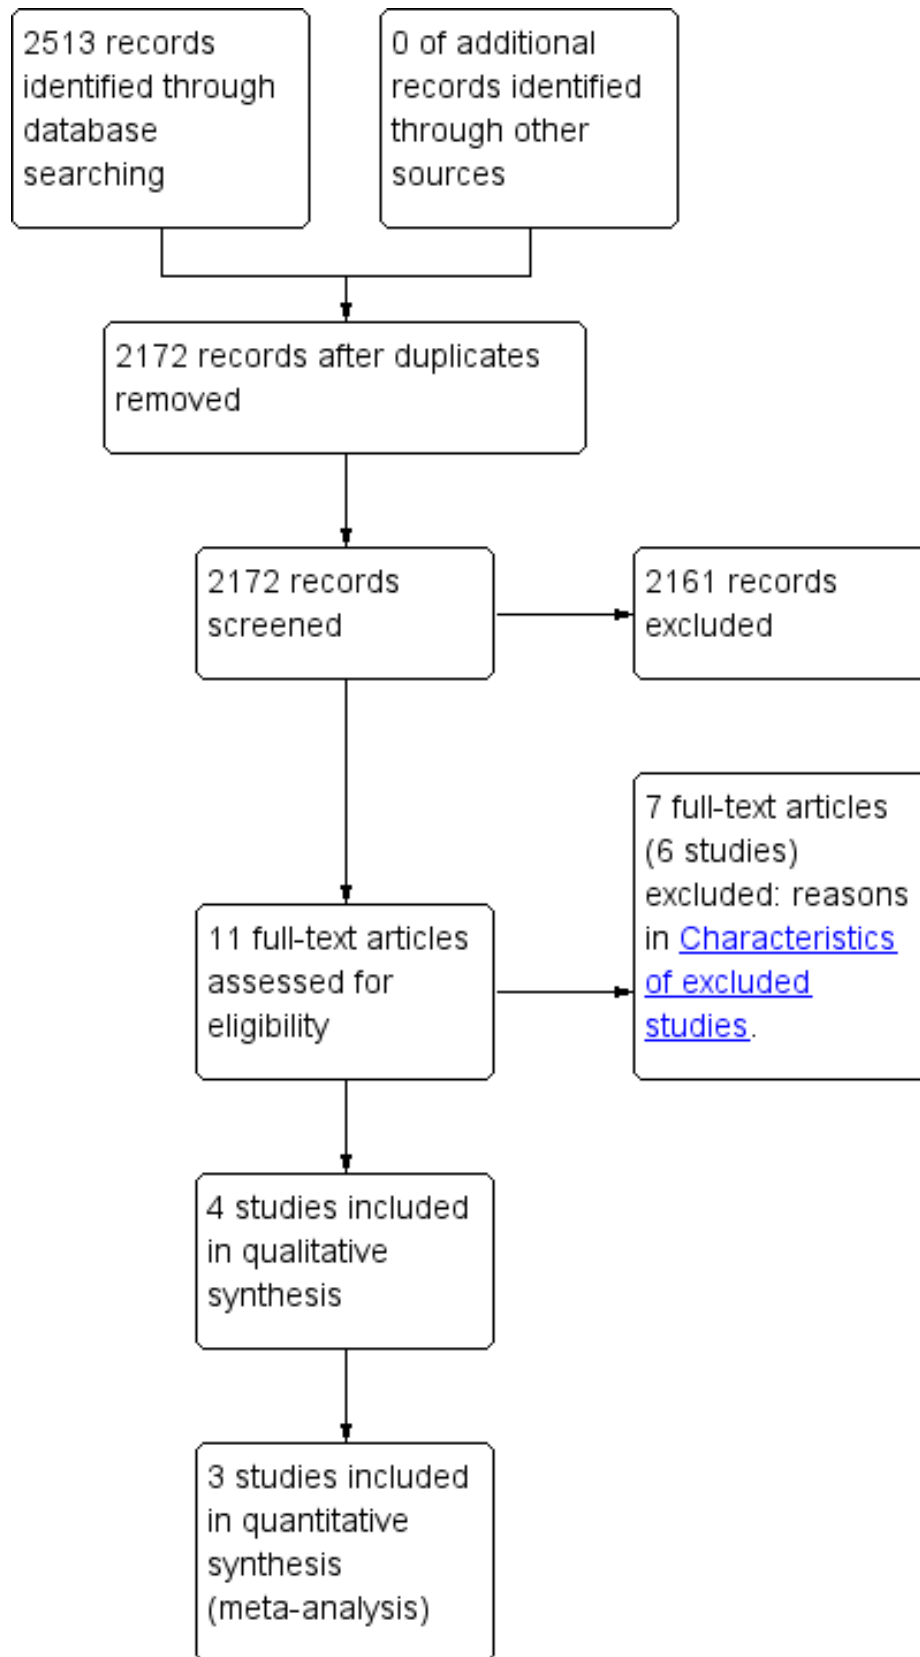 2513 records
identified through
database
searching
0 of additional
records identified
through other
sources
2172 records after duplicates
removed
2172 records
screened
2161 records
excluded
11 full-text articles
assessed for
eligibility
7 full-text articles
(6 studies)
excluded: reasons
in Characteristics
of excluded
studies.
4 studies included
in qualitative
synthesis
3 studies included
in quantitative
synthesis
(meta-analysis)